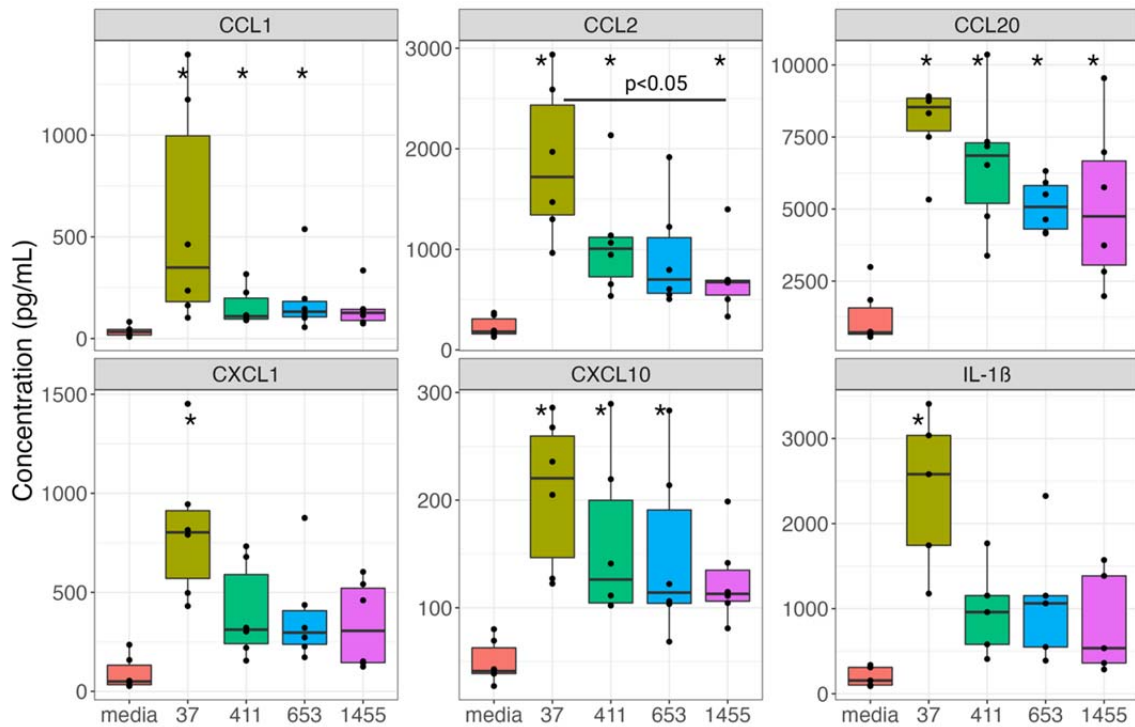 CCL1
CCL2
CCL20
* * *
* * *
* * * *
p<0.05
1000
500
0
3000
2000
1000
0
10000
7500
5000
2500
Concentration (pg/mL)
CXCL1
CXCL10
IL-1ß
*
* * *
*
1500
1000
500
0
300
200
100
3000
2000
1000
0
media 37 411 653 1455
media 37 411 653 1455
media 37 411 653 1455